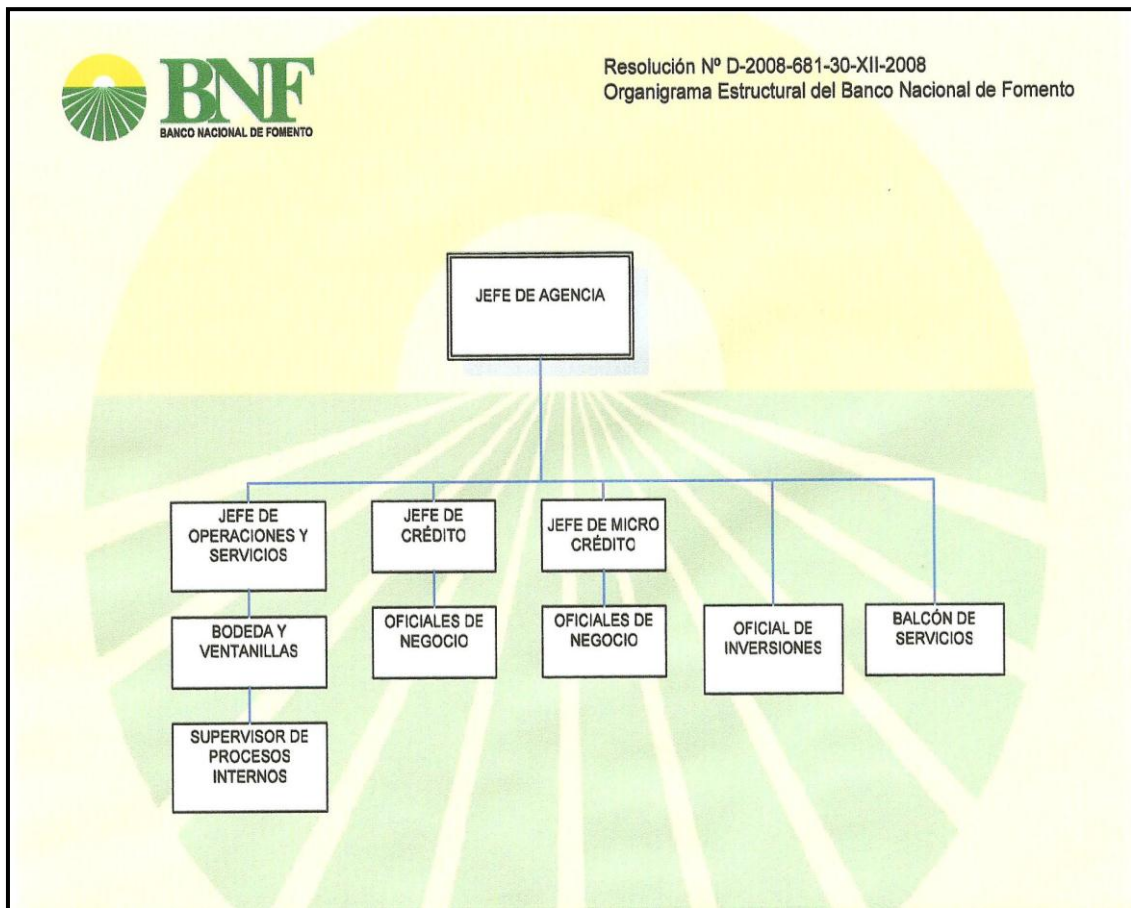 BNF
BANCO NACIONAL DE FOMENTO
Resolución Nº D-2008-681-30-XII-2008
Organigrama Estructural del Banco Nacional de Fomento
JEFE DE AGENCIA
JEFE DE
OPERACIONES Y
SERVICIOS
JEFE DE
CRÉDITO
JEFE DE MICRO
CRÉDITO
BODEDA Y
VENTANILLAS
OFICIALES DE
NEGOCIO
OFICIALES DE
NEGOCIO
OFICIAL DE
INVERSIONES
BALCÓN DE
SERVICIOS
SUPERVISOR DE
PROCESOS
INTERNOS